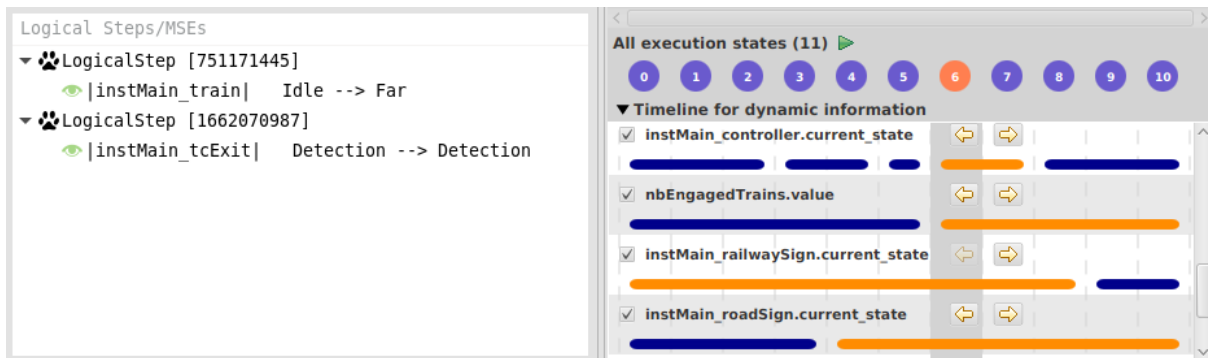 Logical Steps/MSEs
LogicalStep [751171445]
|instMain_train| Idle --> Far
LogicalStep [1662070987]
|instMain_tcExit| Detection --> Detection
All execution states (11)
0 1 2 3 4 5 6 7 8 9 10
Timeline for dynamic information
instMain_controller.current_state
nbEngagedTrains.value
instMain_railwaySign.current_state
instMain_roadSign.current_state